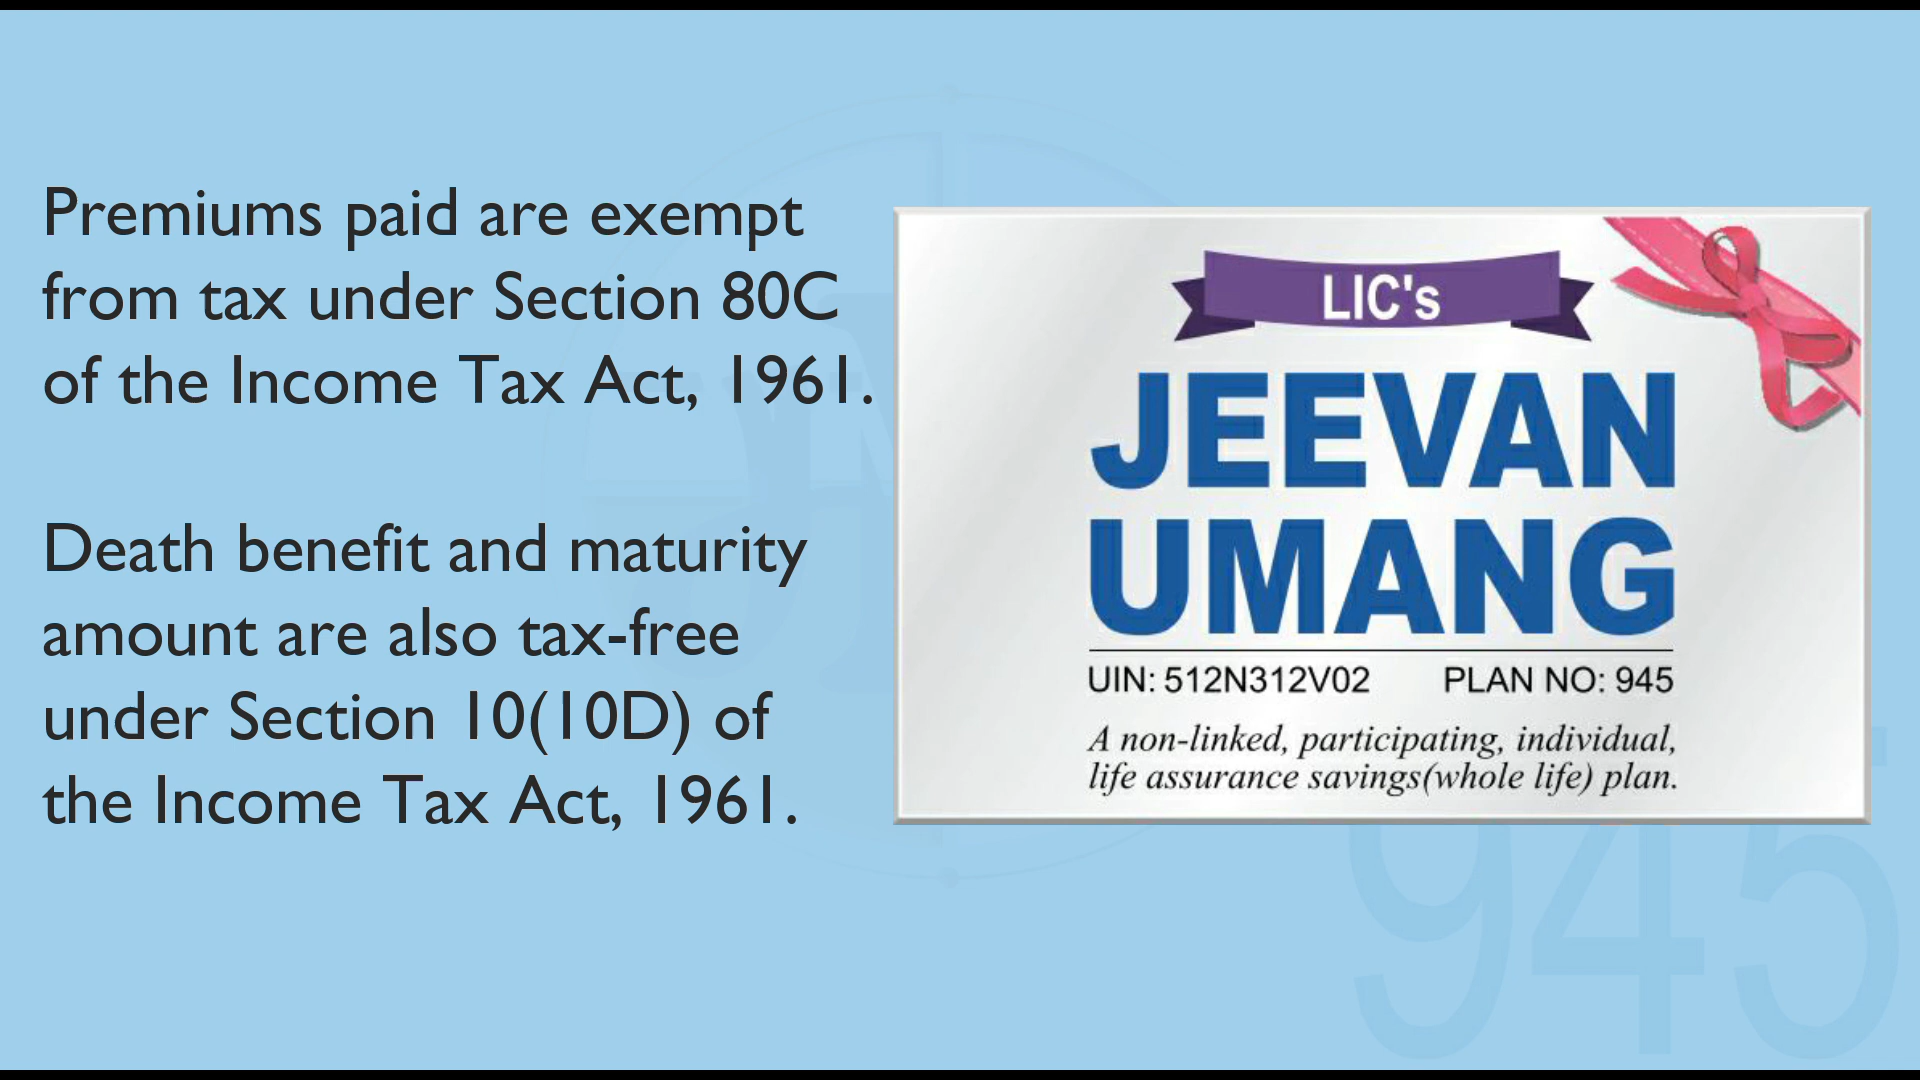 Premiums paid are exempt
from tax under Section 80C
of the Income Tax Act, 1961.
Death benefit and maturity
amount are also tax-free
under Section 10(10D) of
the Income Tax Act, 1961.
LIC's
JEEVAN
UMANG
UIN: 512N312V02 PLAN NO: 945
A non-linked, participating, individual,
life assurance savings(whole life) plan.
945